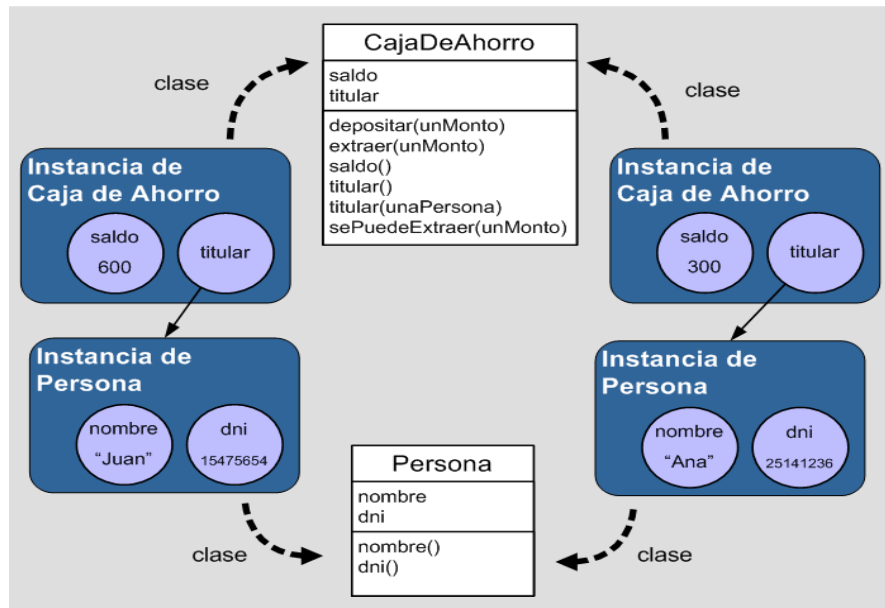 CajaDeAhorro
saldo
titular
depositar(unMonto)
extraer(unMonto)
saldo()
titular()
titular(unaPersona)
sePuedeExtraer(unMonto)
clase
clase
Instancia de
Caja de Ahorro
saldo
600
titular
Instancia de
Caja de Ahorro
saldo
300
titular
Instancia de
Persona
nombre
“Juan”
dni
15475654
Instancia de
Persona
nombre
“Ana”
dni
25141236
Persona
nombre
dni
nombre()
dni()
clase
clase